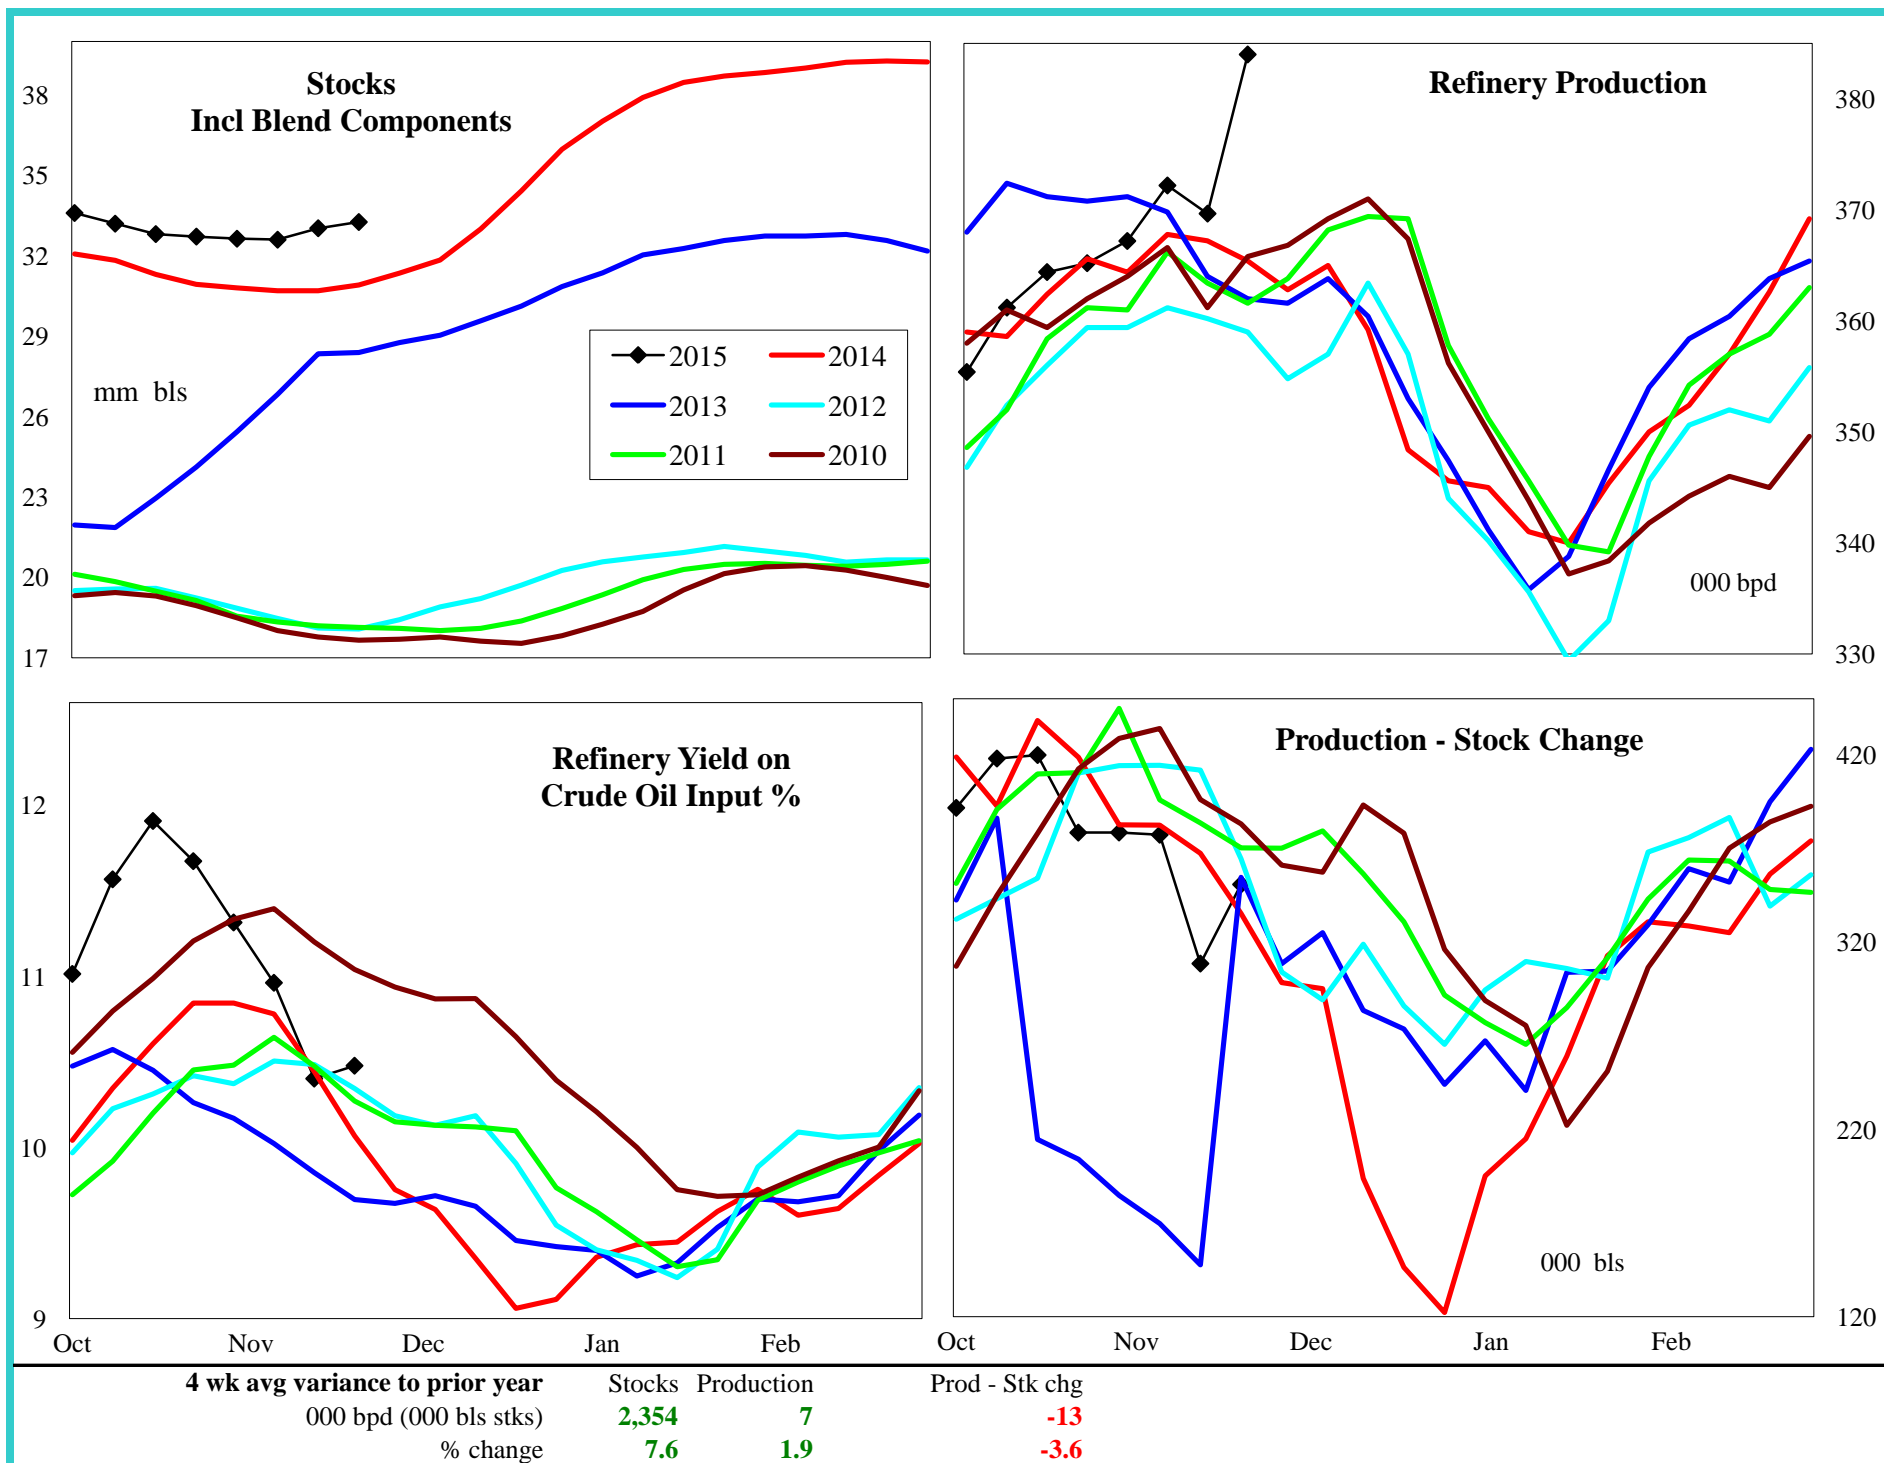 Stocks
Incl Blend Components
38
35
32
29
26
23
20
17
mm bls
2015 2014
2013 2012
2011 2010
Refinery Production
380
370
360
350
340
330
000 bpd
Refinery Yield on
Crude Oil Input %
12
11
10
9
Oct Nov Dec Jan Feb
Production - Stock Change
420
320
220
120
000 bls
Oct Nov Dec Jan Feb
4 wk avg variance to prior year Stocks Production Prod - Stk chg
000 bpd (000 bls stks) 2,354 7 -13
% change 7.6 1.9 -3.6